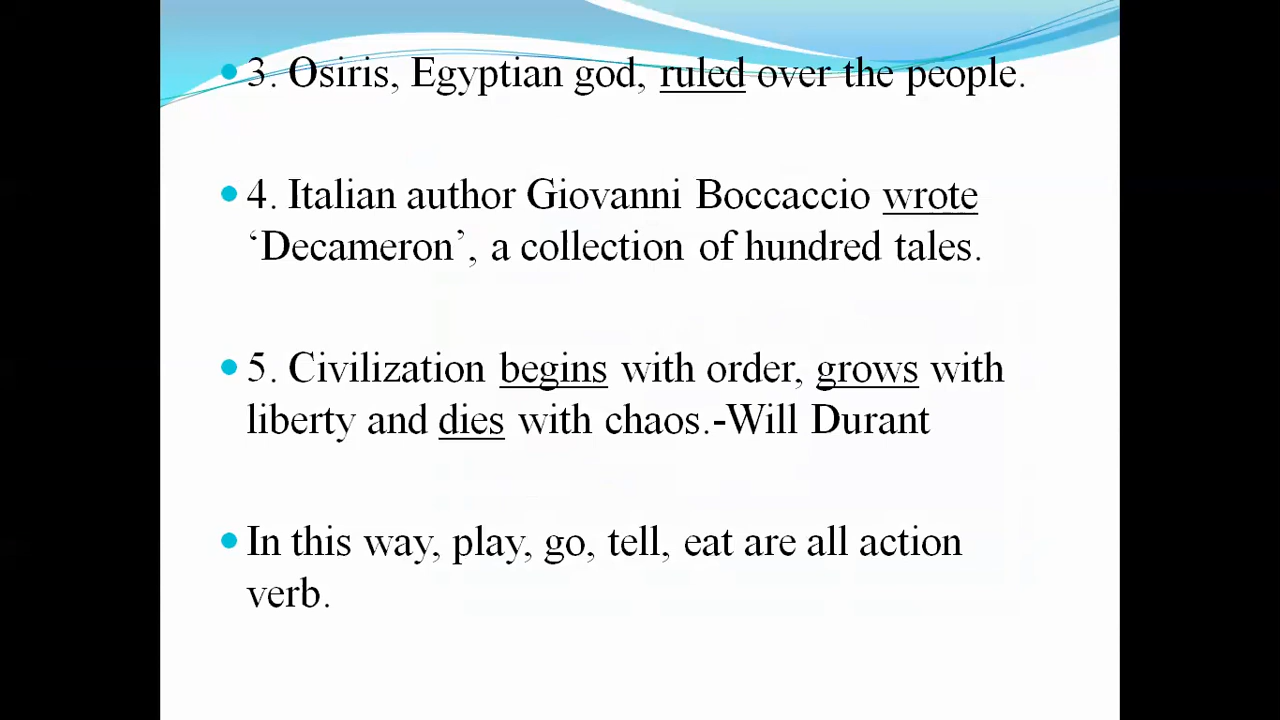 3. Osiris, Egyptian god, ruled over the people.
4. Italian author Giovanni Boccaccio wrote
‘Decameron’, a collection of hundred tales.
5. Civilization begins with order, grows with
liberty and dies with chaos.-Will Durant
In this way, play, go, tell, eat are all action
verb.